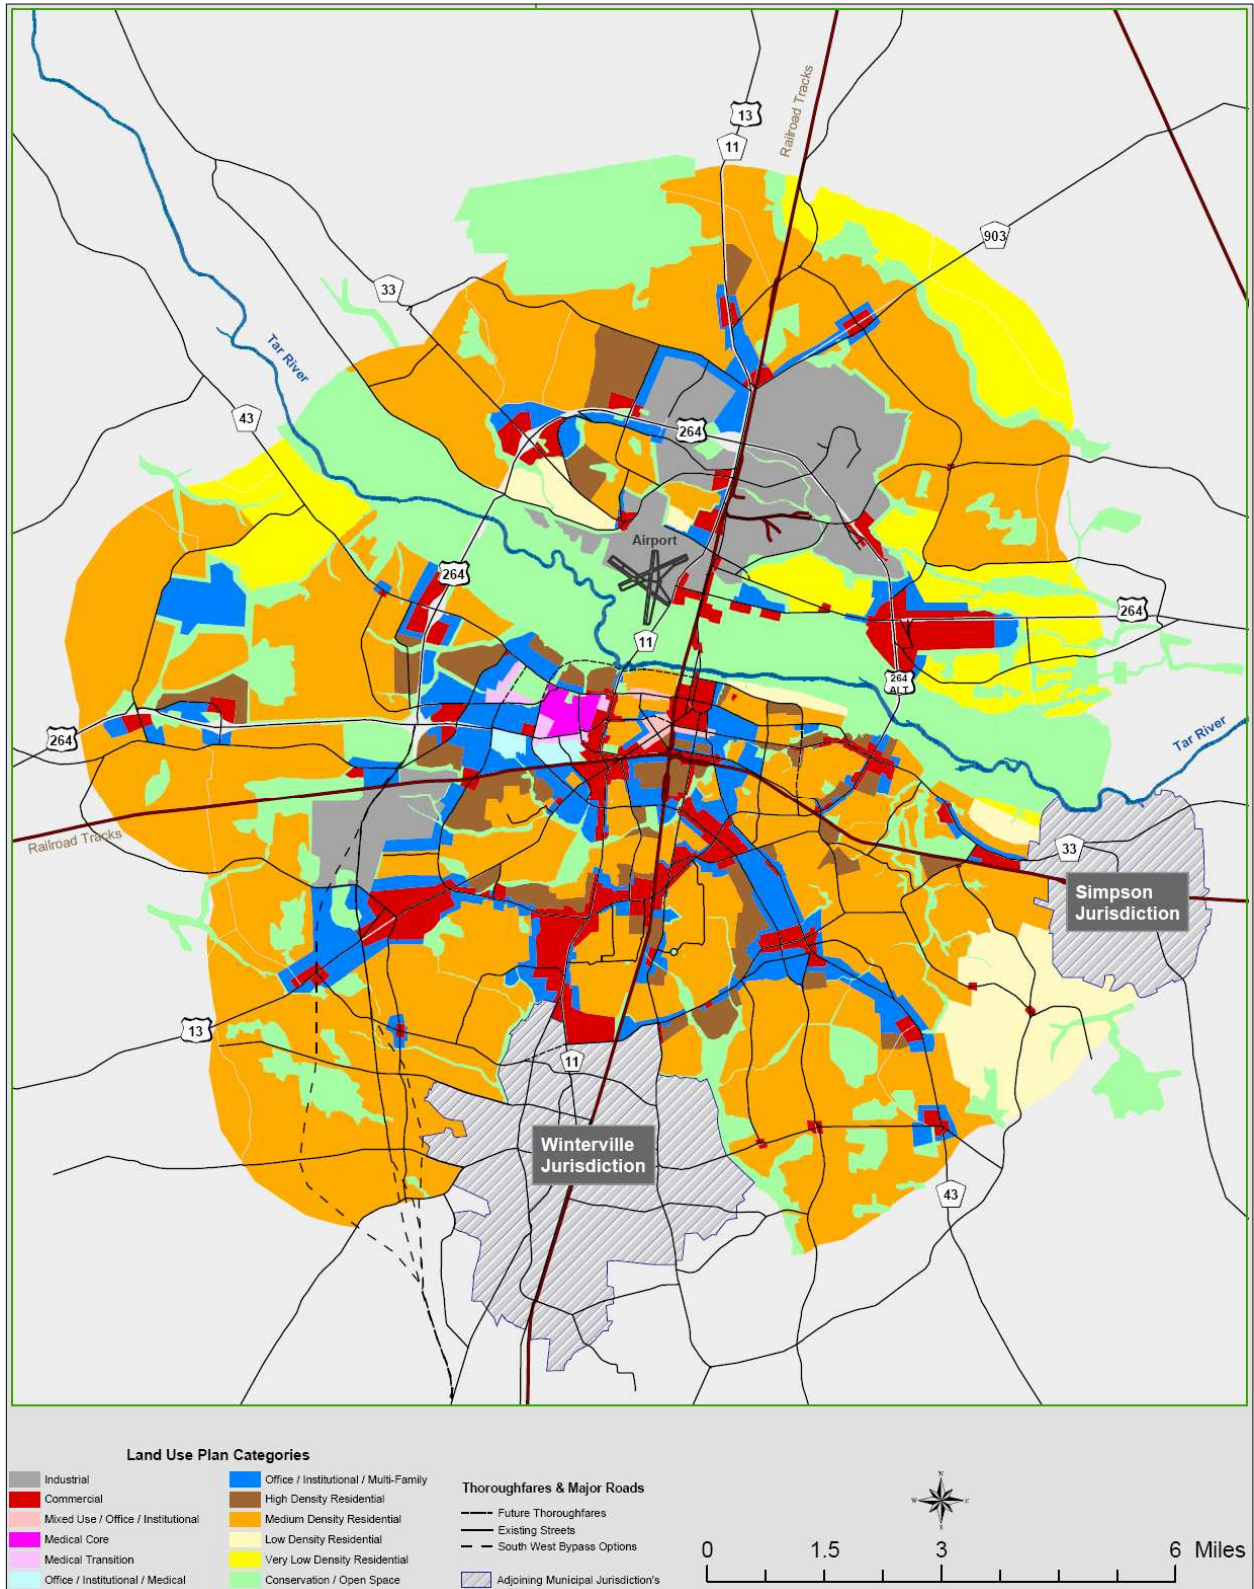 13
11
Railroad Tracks
903
33
Tar River
43
264
264
Airport
264
11
264
ALT
264
Tar River
Railroad Tracks
33
Simpson
Jurisdiction
13
11
Winterville
Jurisdiction
43
Land Use Plan Categories
Industrial
Commercial
Mixed Use / Office / Institutional
Medical Core
Medical Transition
Office / Institutional / Medical
Office / Institutional / Multi-Family
High Density Residential
Medium Density Residential
Low Density Residential
Very Low Density Residential
Conservation / Open Space
Thoroughfares & Major Roads
Future Thoroughfares
Existing Streets
South West Bypass Options
Adjoining Municipal Jurisdiction's
N
W
E
S
0 1.5 3 6 Miles